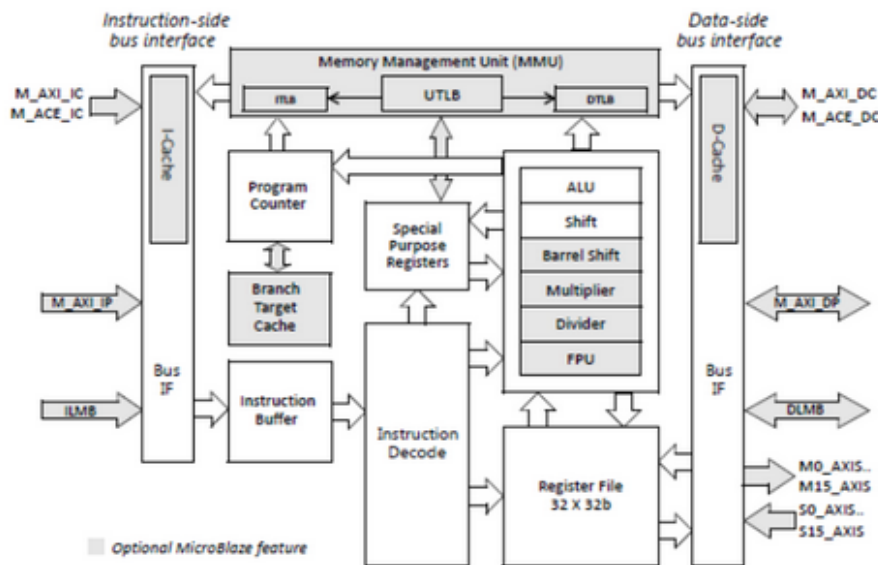 Instruction-side
bus interface
Data-side
bus interface
Memory Management Unit (MMU)
ITLB
UTLB
DTLB
M_AXI_IC
M_ACE_IC
M_AXI_DC
M_ACE_DC
I-Cache
D-Cache
Program
Counter
Special
Purpose
Registers
ALU
Shift
Barrel Shift
Multiplier
Divider
FPU
Branch
Target
Cache
M_AXI_IP
M_AXI_DP
Bus
IF
Bus
IF
ILMB
DLMB
Instruction
Buffer
Instruction
Decode
Register File
32 X 32b
M0_AXIS..
M15_AXIS
S0_AXIS..
S15_AXIS
Optional MicroBlaze feature